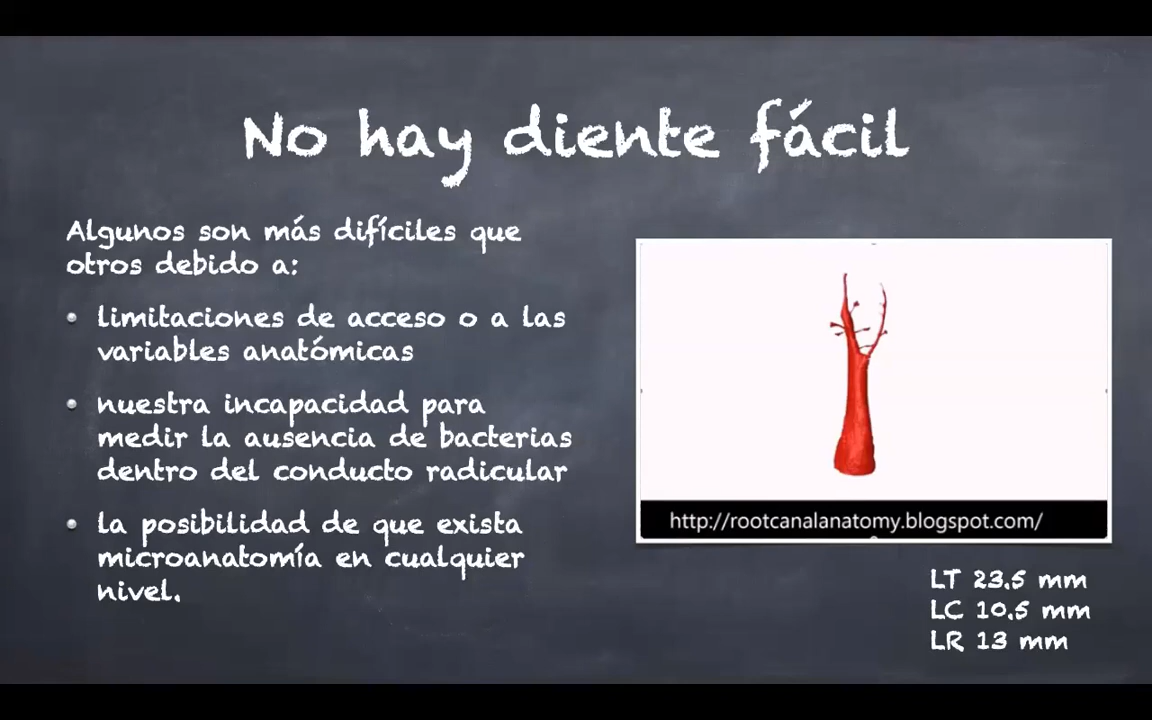 No hay diente fácil
Algunos son más difíciles que
otros debido a:
limitaciones de acceso o a las
variables anatómicas
nuestra incapacidad para
medir la ausencia de bacterias
dentro del conducto radicular
la posibilidad de que exista
microanatomía en cualquier
nivel.
http://rootcanalanatomy.blogspot.com/
LT 23.5 mm
LC 10.5 mm
LR 13 mm